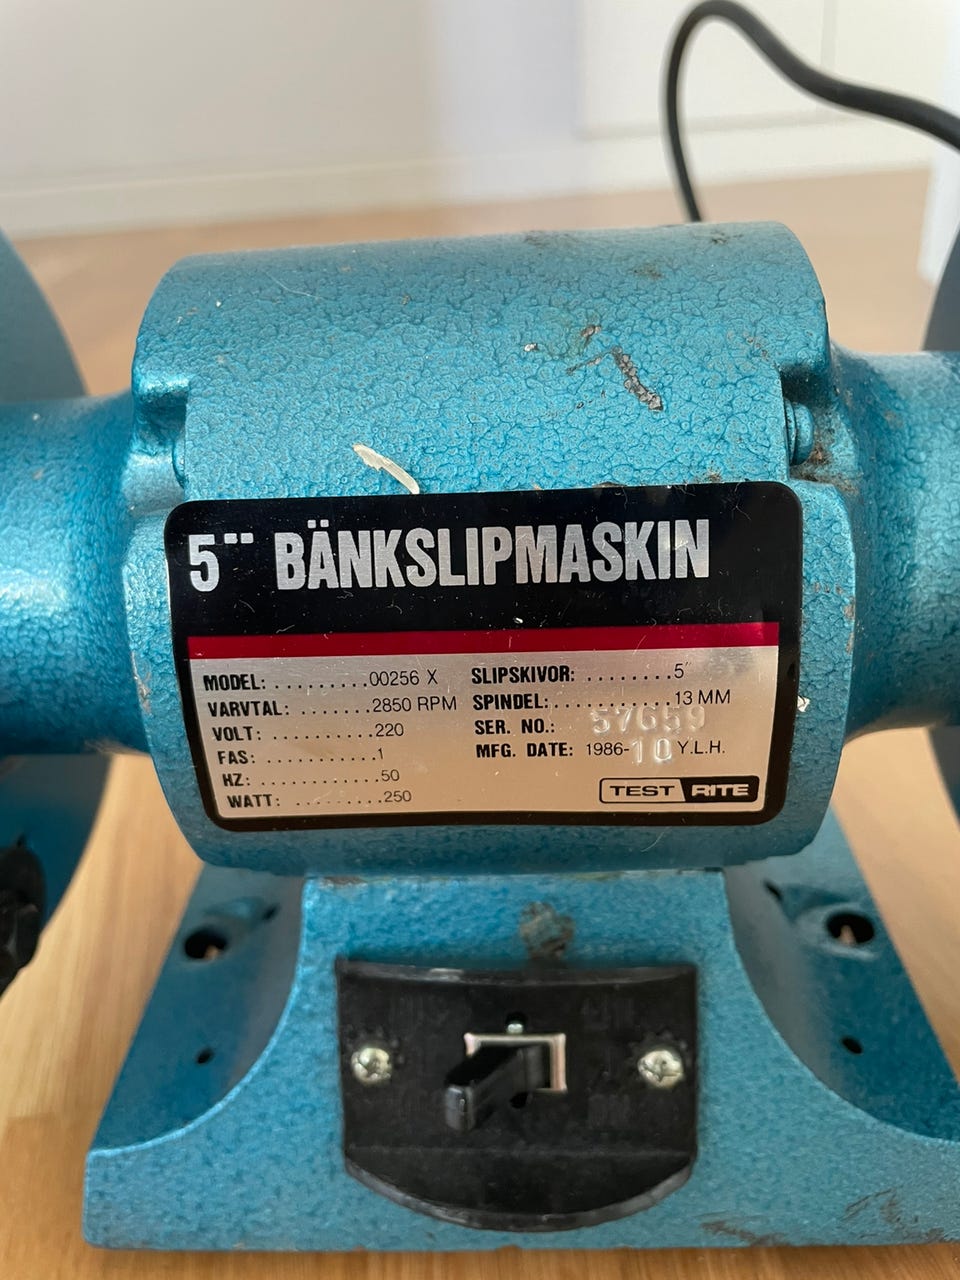 5" BÄNKSLIPMASKIN
MODEL: .........00256 X
VARVTAL: .......2850 RPM
VOLT: ...........220
FAS: ...........1
HZ: ............50
WATT: .........250
SLIPSKIVOR: ........5"
SPINDEL: .........13 MM
SER. NO.: 57659
MFG. DATE: 1986-10 Y.L.H.
TEST RITE